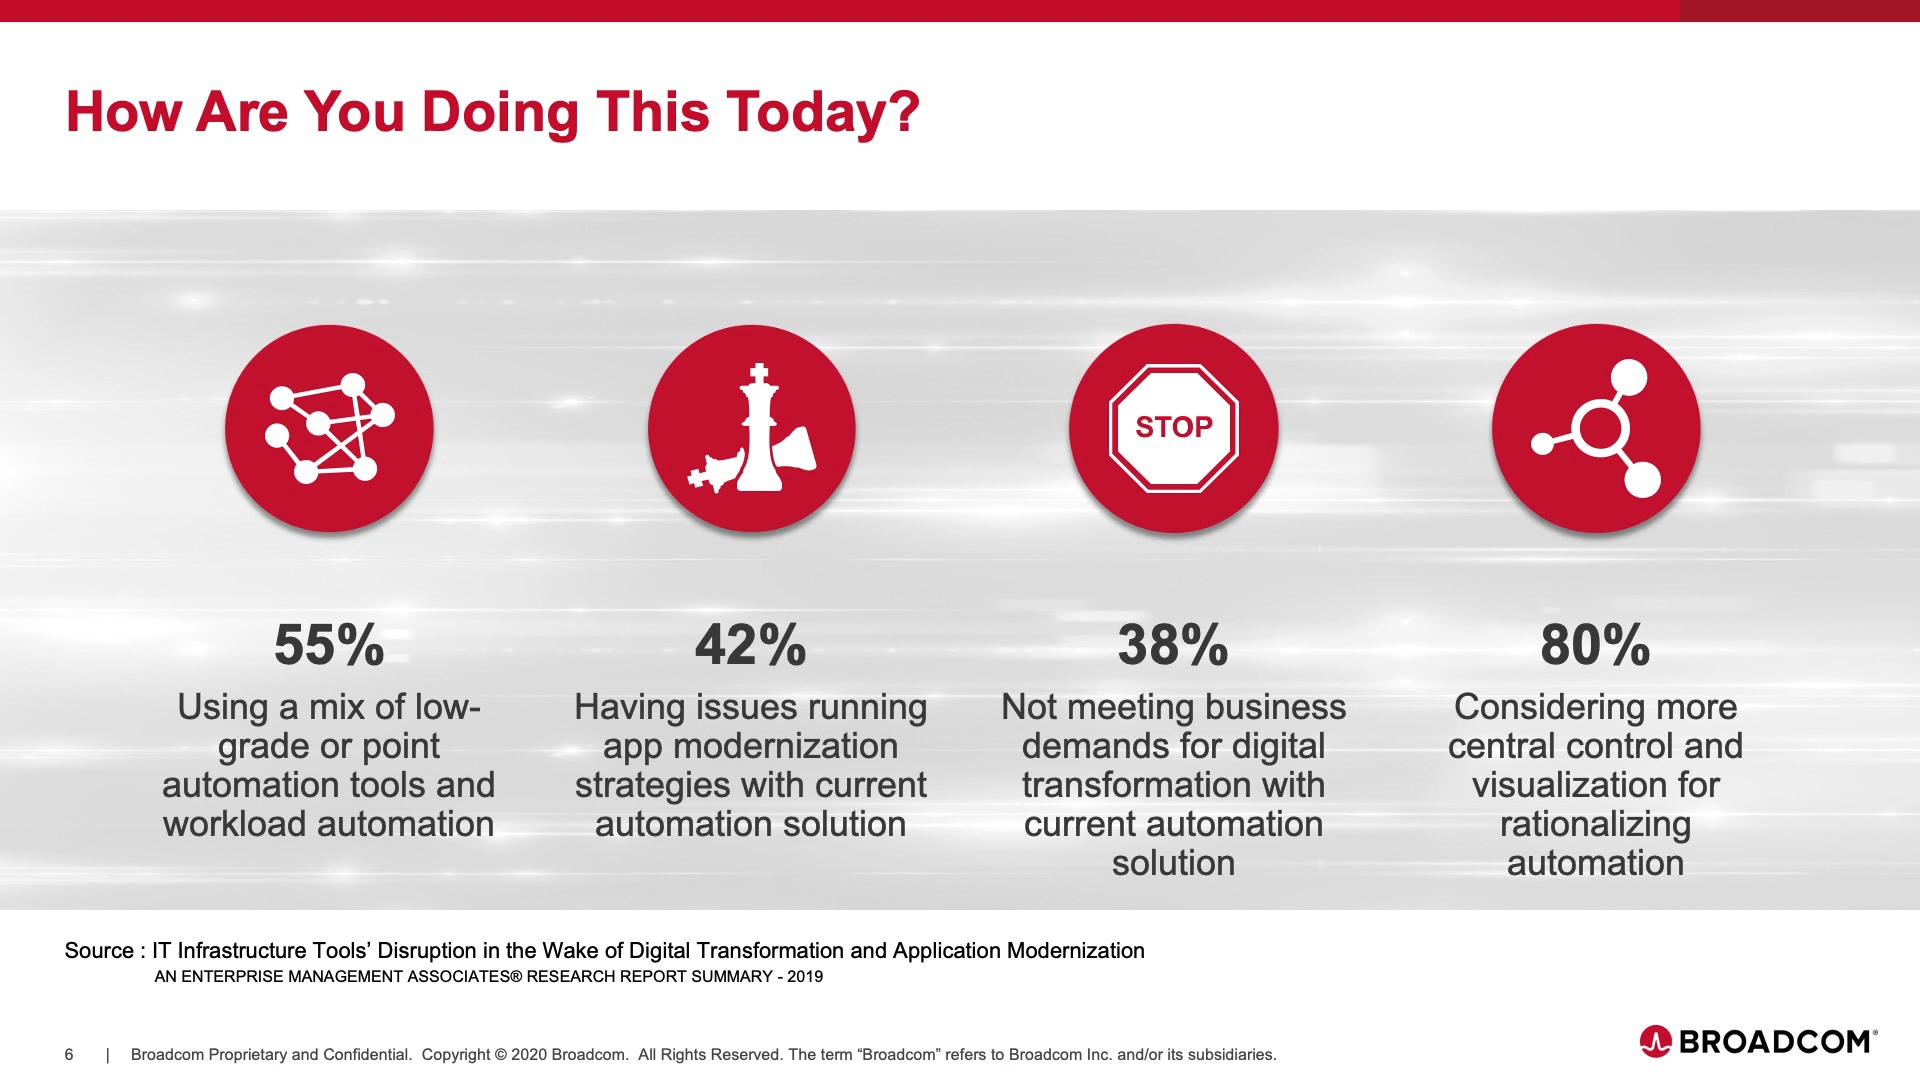 How Are You Doing This Today?
STOP
55%
Using a mix of low-
grade or point
automation tools and
workload automation
42%
Having issues running
app modernization
strategies with current
automation solution
38%
Not meeting business
demands for digital
transformation with
current automation
solution
80%
Considering more
central control and
visualization for
rationalizing
automation
Source : IT Infrastructure Tools’ Disruption in the Wake of Digital Transformation and Application Modernization
AN ENTERPRISE MANAGEMENT ASSOCIATES® RESEARCH REPORT SUMMARY - 2019
6 | Broadcom Proprietary and Confidential. Copyright © 2020 Broadcom. All Rights Reserved. The term “Broadcom” refers to Broadcom Inc. and/or its subsidiaries.
BROADCOM®